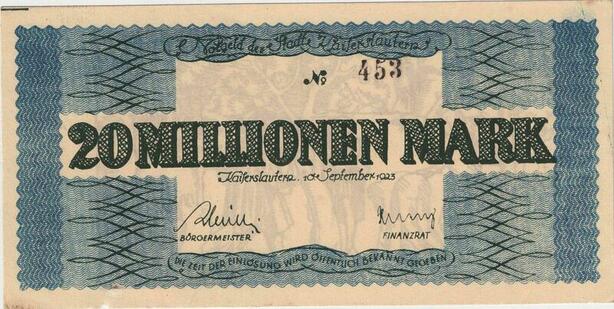 Notgeld der Stadt Kaiserslautern
№ 453
20 MILLIONEN MARK
Kaiserslautern, 10. September 1923
BÜRGERMEISTER FINANZRAT
DIE ZEIT DER EINLÖSUNG WIRD ÖFFENTLICH BEKANNT GEGEBEN